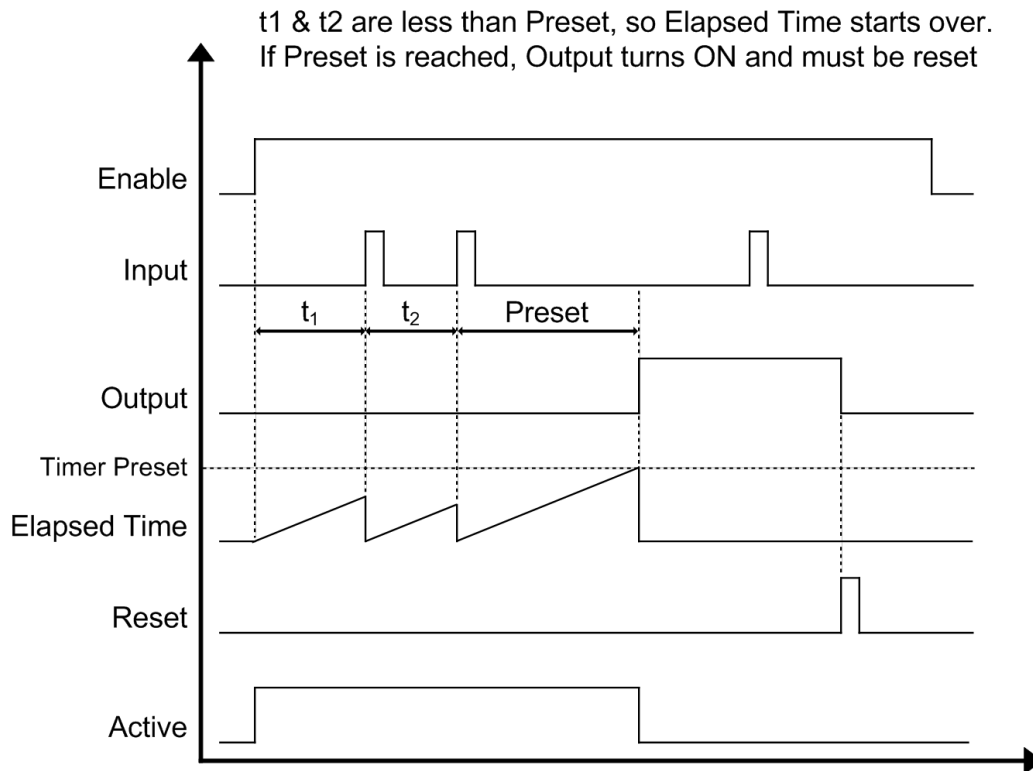 t1 & t2 are less than Preset, so Elapsed Time starts over.
If Preset is reached, Output turns ON and must be reset
Enable
Input
t₁
t₂
Preset
Output
Timer Preset
Elapsed Time
Reset
Active